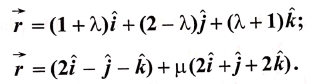 r⃗ = (1 + λ)î + (2 – λ)ĵ + (λ + 1)k̂;
r⃗ = (2î – ĵ – k̂) + μ(2î + ĵ + 2k̂).